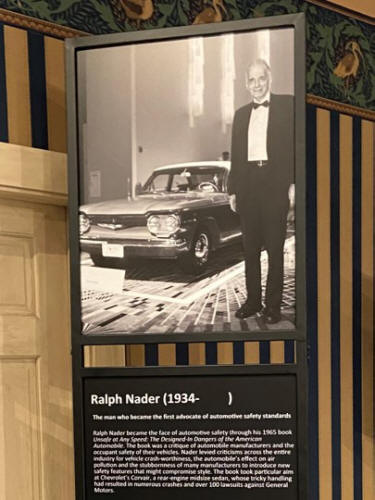 Ralph Nader (1934- )
The man who became the first advocate of automotive safety standards
Ralph Nader became the face of automotive safety through his 1965 book
Unsafe at Any Speed: The Designed-In Dangers of the American
Automobile. The book was a critique of automobile manufacturers and the
occupant safety of their vehicles. Nader levied criticisms across the entire
industry for vehicle crash-worthiness, the automobile's effect on air
pollution and the stubbornness of many manufacturers to introduce new
safety features that might compromise style. The book took particular aim
at Chevrolet's Corvair, a rear-engine midsize sedan, whose tricky handling
had resulted in numerous crashes and over 100 lawsuits against General
Motors.